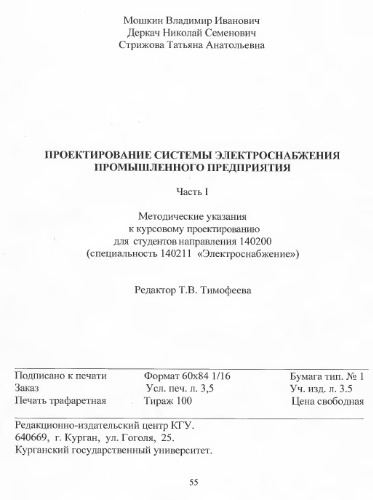 Мошкин Владимир Иванович
Деркач Николай Семенович
Стрижова Татьяна Анатольевна
ПРОЕКТИРОВАНИЕ СИСТЕМЫ ЭЛЕКТРОСНАБЖЕНИЯ
ПРОМЫШЛЕННОГО ПРЕДПРИЯТИЯ
Часть I
Методические указания
к курсовому проектированию
для студентов направления 140200
(специальность 140211 «Электроснабжение»)
Редактор Т.В. Тимофеева
Подписано к печати Формат 60х84 1/16 Бумага тип. № 1
Заказ Усл. печ. л. 3,5 Уч. изд. л. 3.5
Печать трафаретная Тираж 100 Цена свободная
Редакционно-издательский центр КГУ.
640669, г. Курган, ул. Гоголя, 25.
Курганский государственный университет.
55